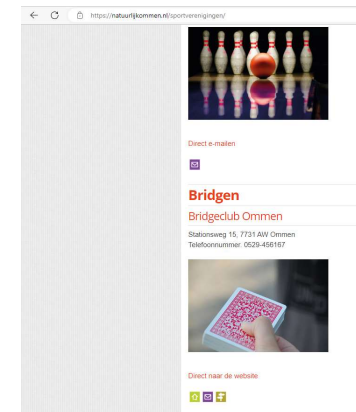 https://natuurlijkommen.nl/sportverenigingen/
Direct e-mailen
Bridgen
Bridgeclub Ommen
Stationsweg 15, 7731 AW Ommen
Telefoonnummer: 0529-456167
Direct naar de website